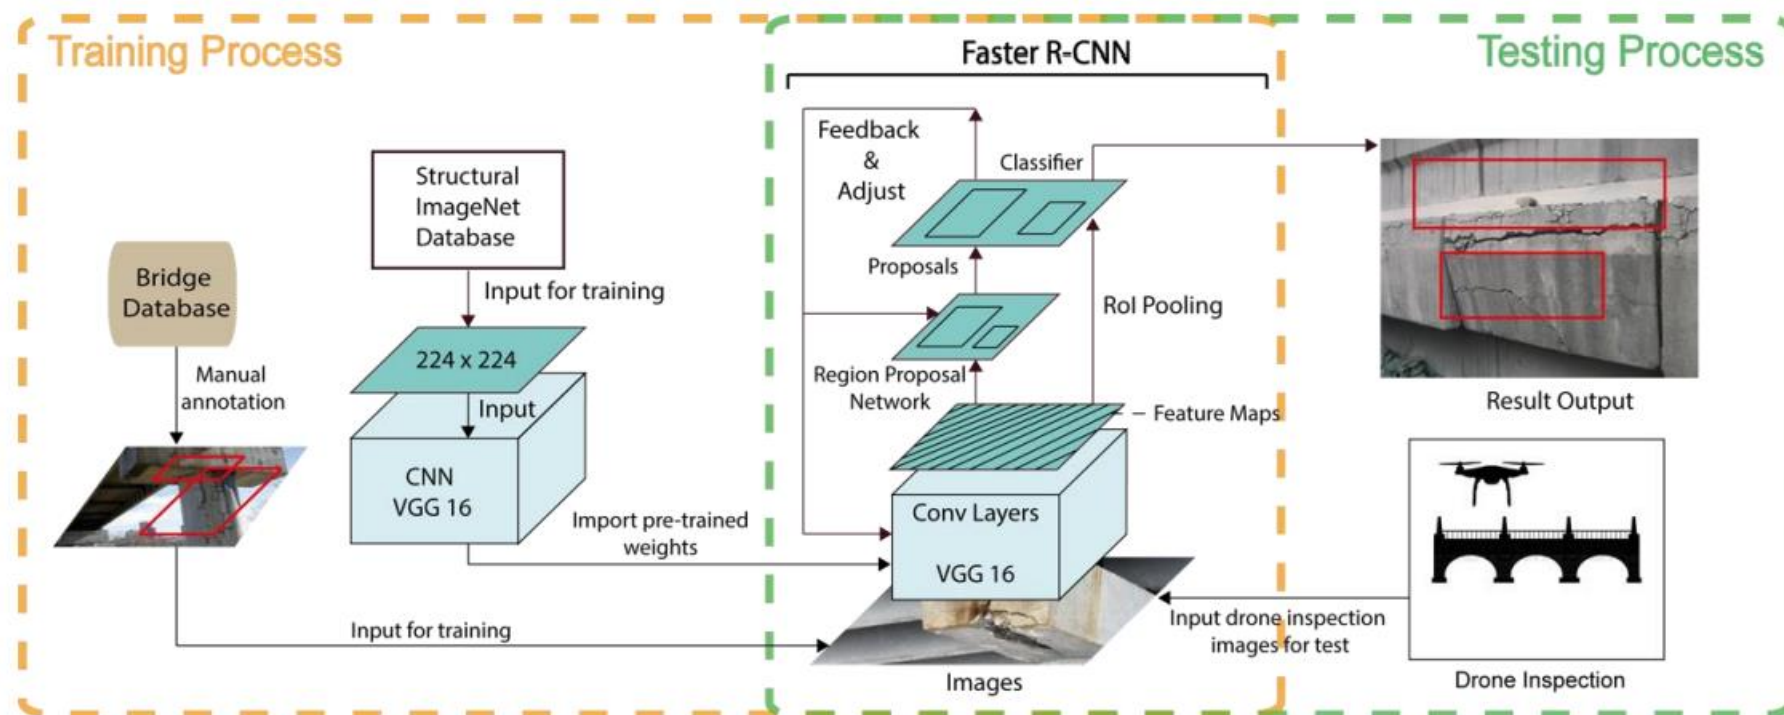 Training Process
Faster R-CNN
Testing Process
Structural
ImageNet
Database
Input for training
224 x 224
Input
CNN
VGG 16
Import pre-trained
weights
Bridge
Database
Manual
annotation
Input for training
Feedback
&
Adjust
Classifier
Proposals
RoI Pooling
Region Proposal
Network
Feature Maps
Conv Layers
VGG 16
Images
Result Output
Input drone inspection
images for test
Drone Inspection